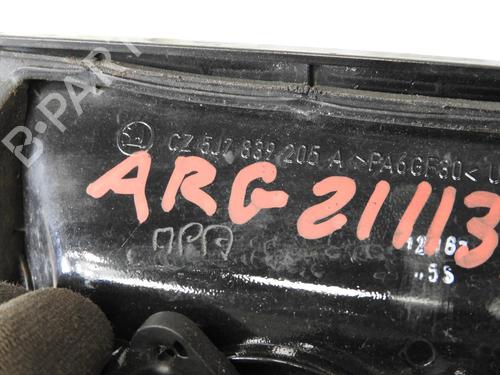 B-PARTS
CZ 5J7 839 205 A >PA6GF30<
ARG 21113